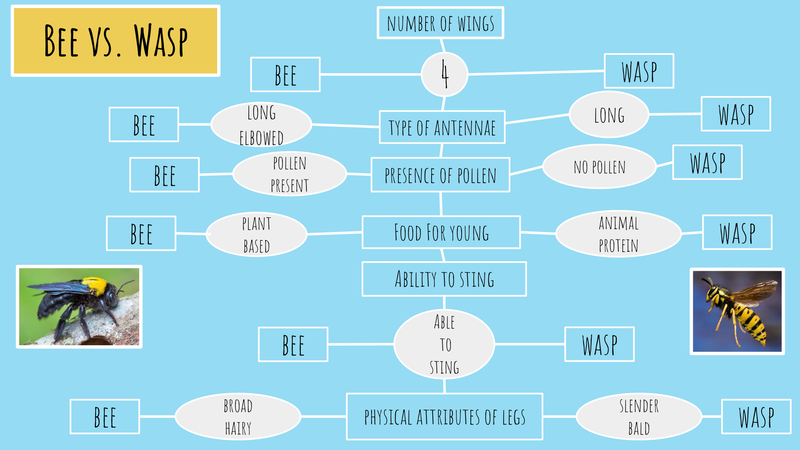 Bee vs. Wasp
NUMBER OF WINGS
BEE
4
WASP
BEE
LONG
ELBOWED
TYPE OF ANTENNAE
LONG
WASP
BEE
POLLEN
PRESENT
PRESENCE OF POLLEN
NO POLLEN
WASP
BEE
PLANT
BASED
Food For young
ANIMAL
PROTEIN
WASP
Ability to sting
BEE
Able
to
sting
WASP
BEE
BROAD
HAIRY
PHYSICAL ATTRIBUTES OF LEGS
SLENDER
BALD
WASP